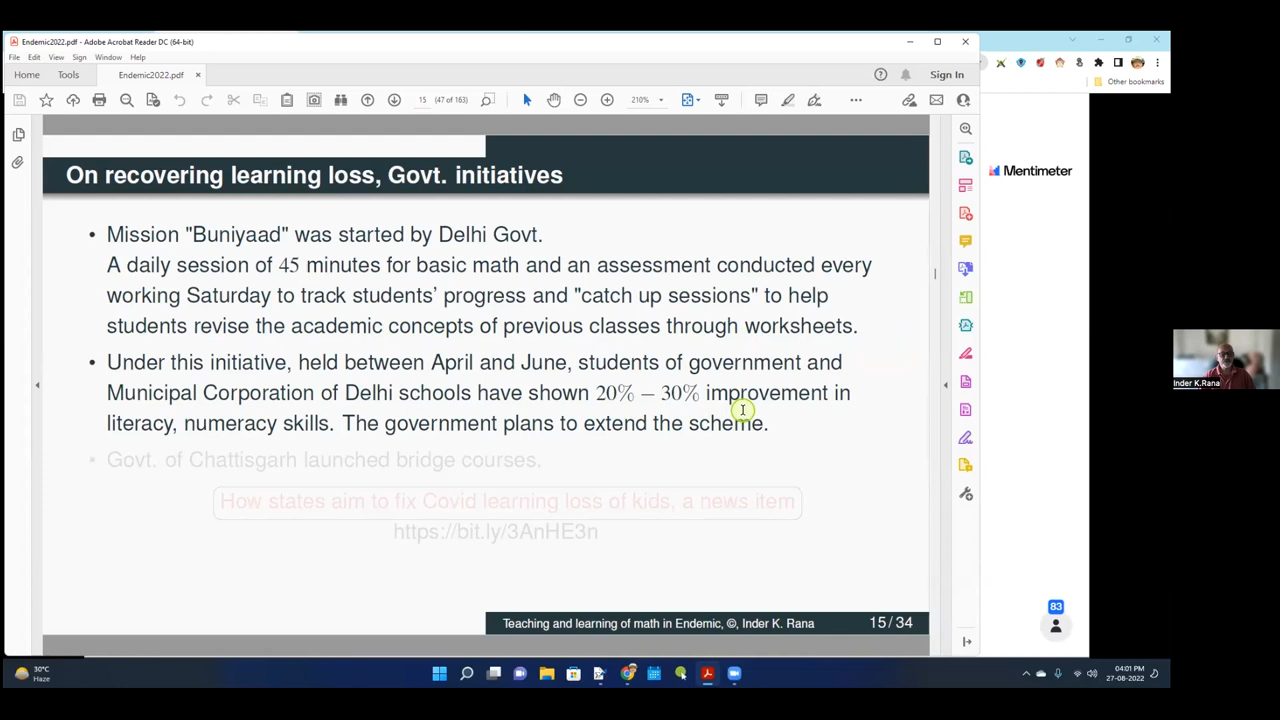 Endemic2022.pdf - Adobe Acrobat Reader DC (64-bit)
File Edit View Sign Window Help
Other bookmarks
Home Tools Endemic2022.pdf × Sign In
15 (47 of 163) 210%
On recovering learning loss, Govt. initiatives
Mentimeter
• Mission "Buniyaad" was started by Delhi Govt.
A daily session of 45 minutes for basic math and an assessment conducted every
working Saturday to track students' progress and "catch up sessions" to help
students revise the academic concepts of previous classes through worksheets.
• Under this initiative, held between April and June, students of government and
Municipal Corporation of Delhi schools have shown 20% – 30% improvement in
literacy, numeracy skills. The government plans to extend the scheme.
• Govt. of Chattisgarh launched bridge courses.
How states aim to fix Covid learning loss of kids, a news item
https://bit.ly/3AnHE3n
Inder K.Rana
83
Teaching and learning of math in Endemic, ©, Inder K. Rana 15 / 34
30°C
Haze
04:01 PM
27-08-2022